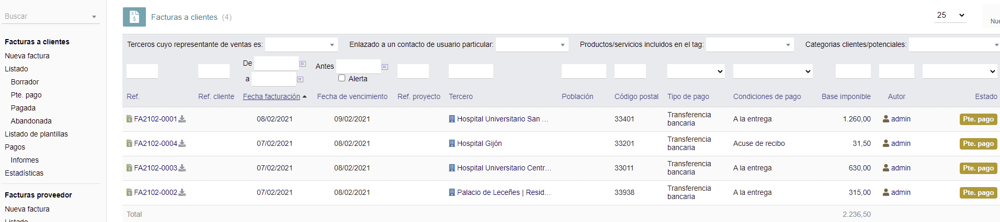 Buscar
Facturas a clientes
Nueva factura
Listado
Borrador
Pte. pago
Pagada
Abandonada
Listado de plantillas
Pagos
Informes
Estadísticas
Facturas proveedor
Nueva factura
Listado
Facturas a clientes (4)
25
Nue
Terceros cuyo representante de ventas es: Enlazado a un contacto de usuario particular: Productos/servicios incluidos en el tag: Categorias clientes/potenciales:
De
a
Antes
Alerta
Ref. Ref. cliente Fecha facturación Fecha de vencimiento Ref. proyecto Tercero Población Código postal Tipo de pago Condiciones de pago Base imponible Autor Estado
FA2102-0001 08/02/2021 09/02/2021 Hospital Universitario San ... 33401 Transferencia bancaria A la entrega 1.260,00 admin Pte. pago
FA2102-0004 07/02/2021 08/02/2021 Hospital Gijón 33201 Transferencia bancaria Acuse de recibo 31,50 admin Pte. pago
FA2102-0003 07/02/2021 08/02/2021 Hospital Universitario Centr... 33011 Transferencia bancaria A la entrega 630,00 admin Pte. pago
FA2102-0002 07/02/2021 08/02/2021 Palacio de Leceñes | Resid... 33938 Transferencia bancaria A la entrega 315,00 admin Pte. pago
Total 2.236,50